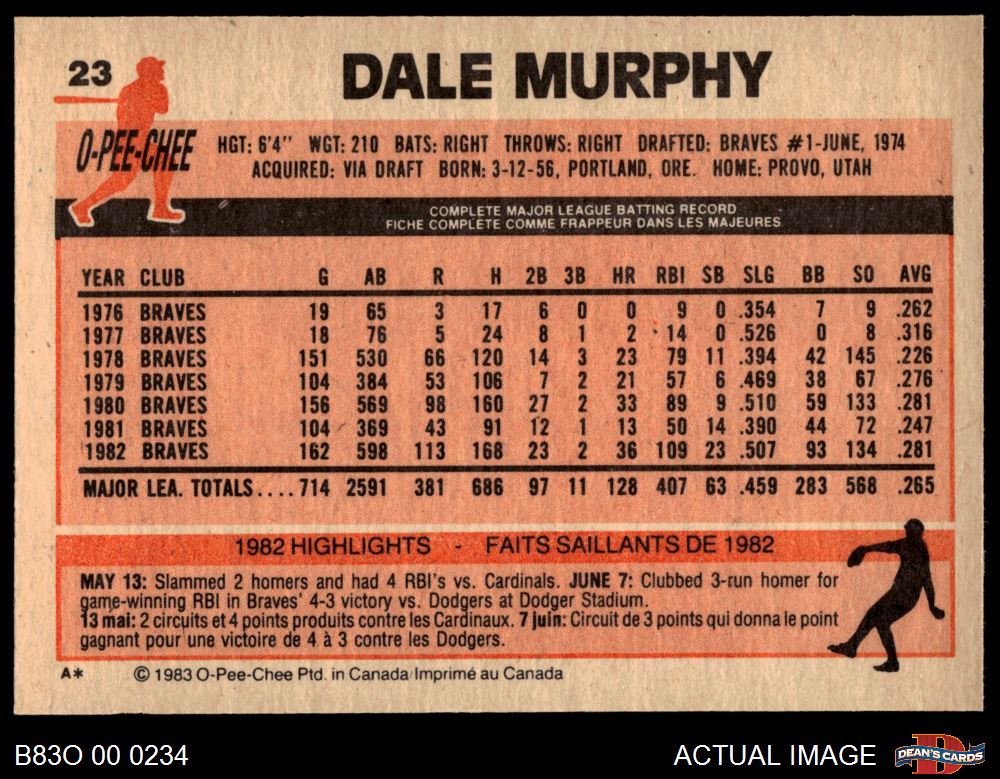 23
DALE MURPHY
O-PEE-CHEE
HGT: 6'4" WGT: 210 BATS: RIGHT THROWS: RIGHT DRAFTED: BRAVES #1-JUNE, 1974
ACQUIRED: VIA DRAFT BORN: 3-12-56, PORTLAND, ORE. HOME: PROVO, UTAH
COMPLETE MAJOR LEAGUE BATTING RECORD
FICHE COMPLETE COMME FRAPPEUR DANS LES MAJEURES
YEAR CLUB G AB R H 2B 3B HR RBI SB SLG BB SO AVG
1976 BRAVES 19 65 3 17 6 0 0 9 0 .354 7 9 .262
1977 BRAVES 18 76 5 24 8 1 2 14 0 .526 0 8 .316
1978 BRAVES 151 530 66 120 14 3 23 79 11 .394 42 145 .226
1979 BRAVES 104 384 53 106 7 2 21 57 6 .469 38 67 .276
1980 BRAVES 156 569 98 160 27 2 33 89 9 .510 59 133 .281
1981 BRAVES 104 369 43 91 12 1 13 50 14 .390 44 72 .247
1982 BRAVES 162 598 113 168 23 2 36 109 23 .507 93 134 .281
MAJOR LEA. TOTALS.... 714 2591 381 686 97 11 128 407 63 .459 283 568 .265
1982 HIGHLIGHTS - FAITS SAILLANTS DE 1982
MAY 13: Slammed 2 homers and had 4 RBI's vs. Cardinals. JUNE 7: Clubbed 3-run homer for
game-winning RBI in Braves' 4-3 victory vs. Dodgers at Dodger Stadium.
13 mai: 2 circuits et 4 points produits contre les Cardinaux. 7 juin: Circuit de 3 points qui donna le point
gagnant pour une victoire de 4 à 3 contre les Dodgers.
A* © 1983 O-Pee-Chee Ptd. in Canada/Imprimé au Canada
B83O 00 0234
ACTUAL IMAGE
DEAN'S CARDS